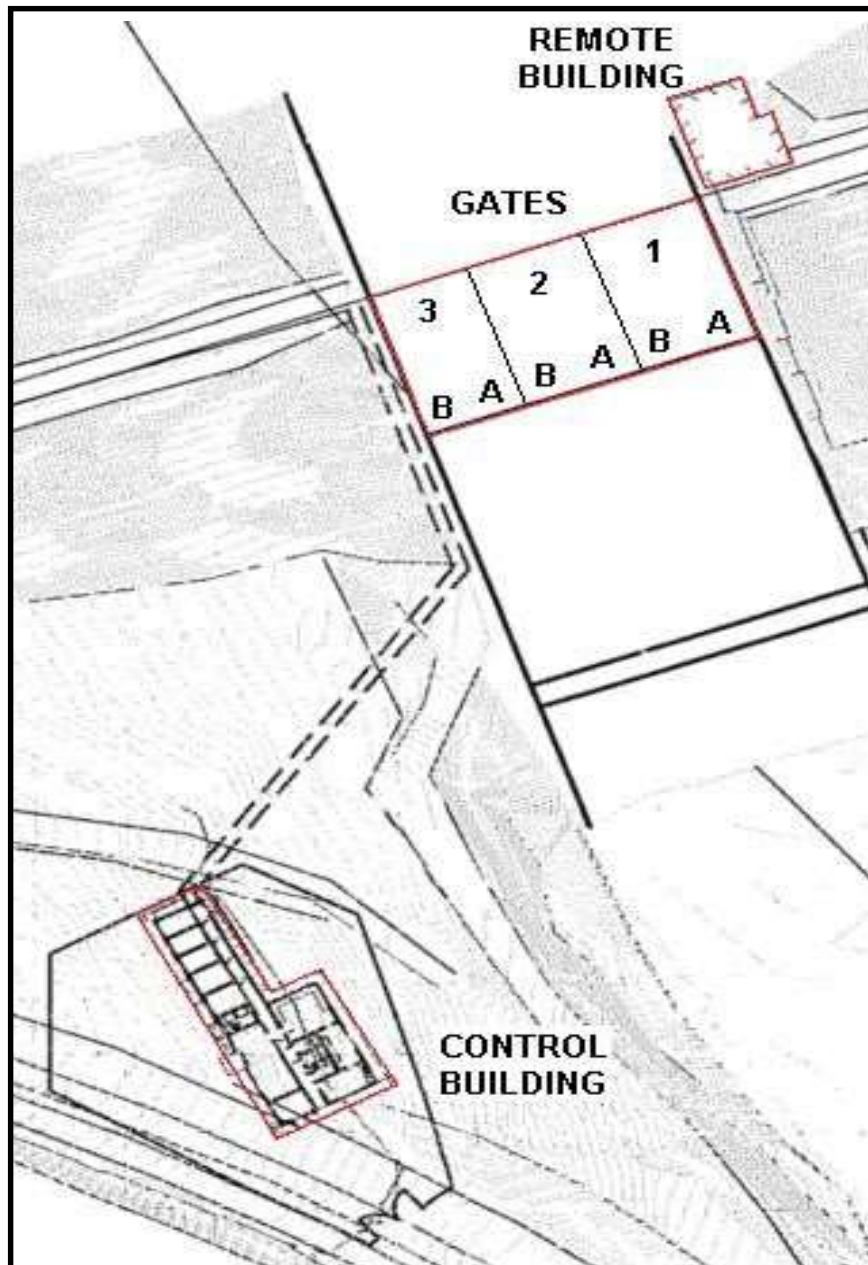 REMOTE
BUILDING
GATES
1
2
3
B A B A B A
CONTROL
BUILDING